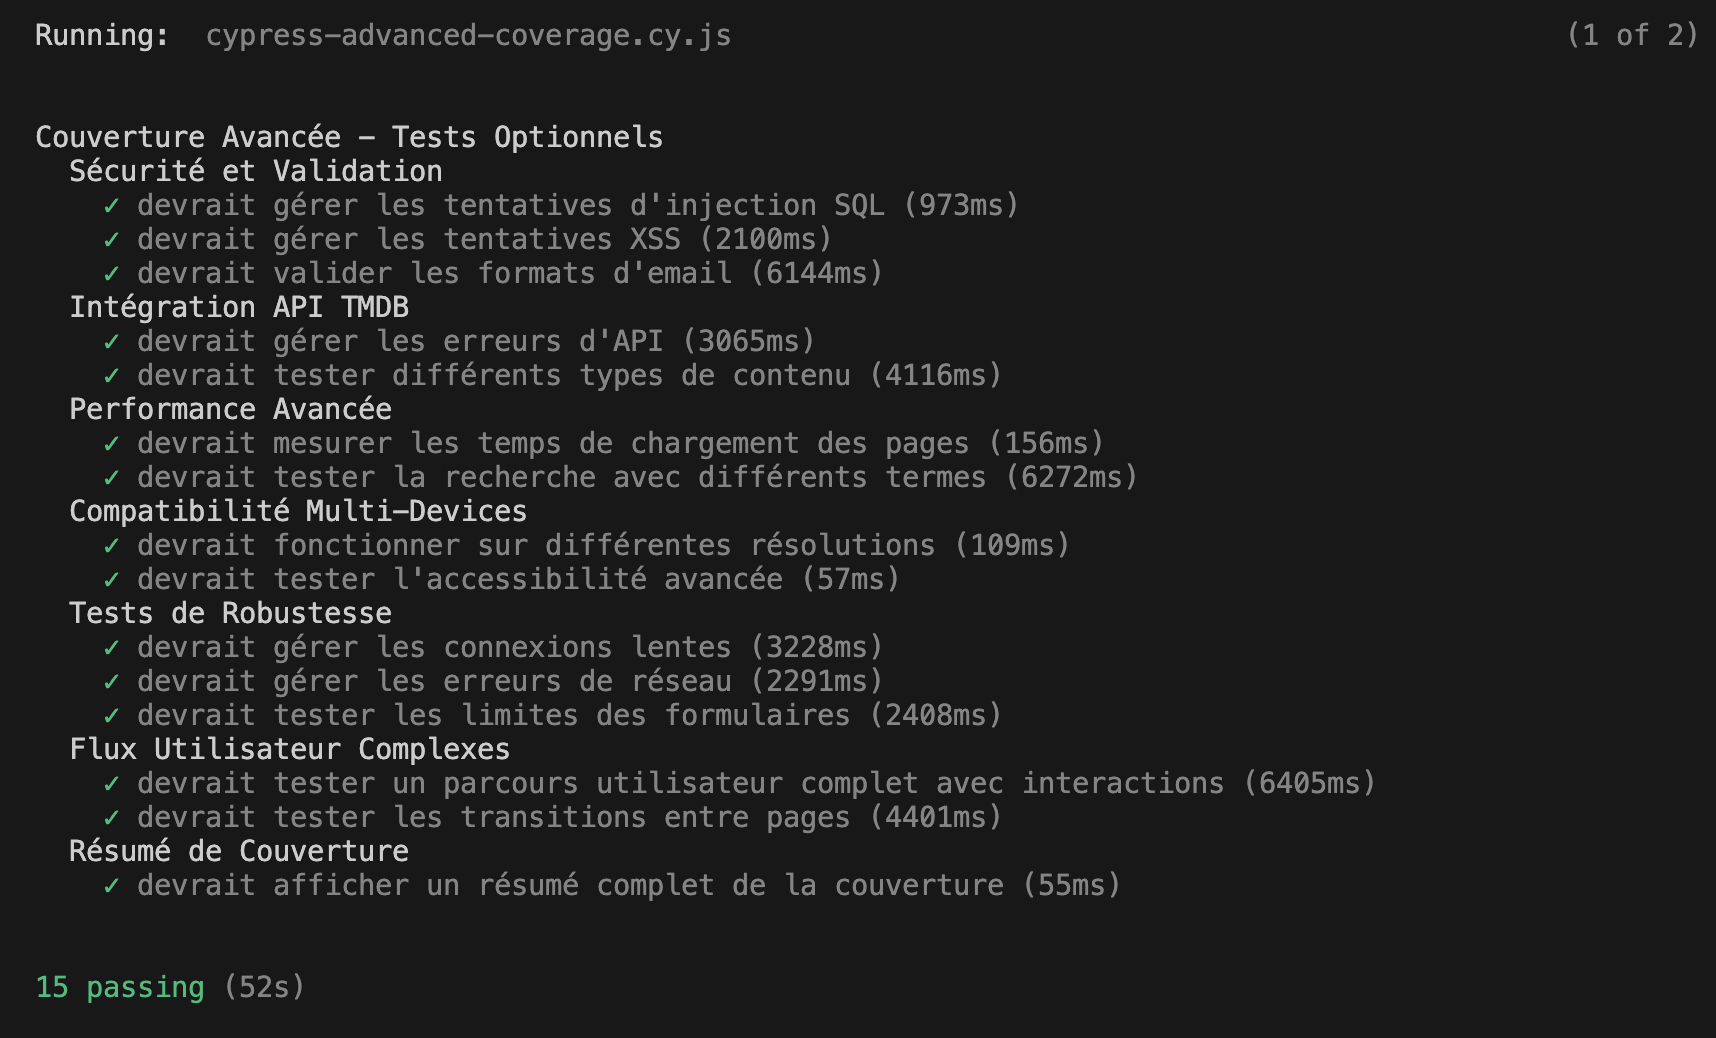 Running:  cypress-advanced-coverage.cy.js (1 of 2)
Couverture Avancée - Tests Optionnels
Sécurité et Validation
✓ devrait gérer les tentatives d'injection SQL (973ms)
✓ devrait gérer les tentatives XSS (2100ms)
✓ devrait valider les formats d'email (6144ms)
Intégration API TMDB
✓ devrait gérer les erreurs d'API (3065ms)
✓ devrait tester différents types de contenu (4116ms)
Performance Avancée
✓ devrait mesurer les temps de chargement des pages (156ms)
✓ devrait tester la recherche avec différents termes (6272ms)
Compatibilité Multi-Devices
✓ devrait fonctionner sur différentes résolutions (109ms)
✓ devrait tester l'accessibilité avancée (57ms)
Tests de Robustesse
✓ devrait gérer les connexions lentes (3228ms)
✓ devrait gérer les erreurs de réseau (2291ms)
✓ devrait tester les limites des formulaires (2408ms)
Flux Utilisateur Complexes
✓ devrait tester un parcours utilisateur complet avec interactions (6405ms)
✓ devrait tester les transitions entre pages (4401ms)
Résumé de Couverture
✓ devrait afficher un résumé complet de la couverture (55ms)
15 passing (52s)